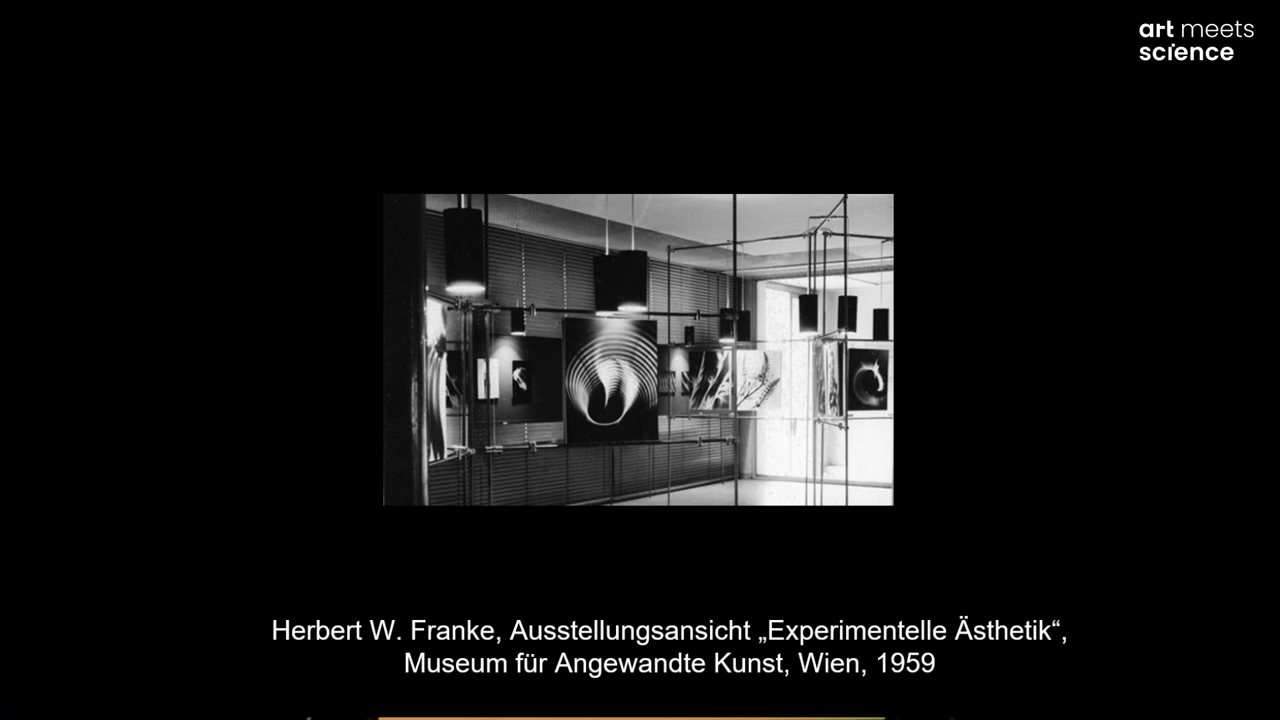 art meets
science
Herbert W. Franke, Ausstellungsansicht „Experimentelle Ästhetik“,
Museum für Angewandte Kunst, Wien, 1959